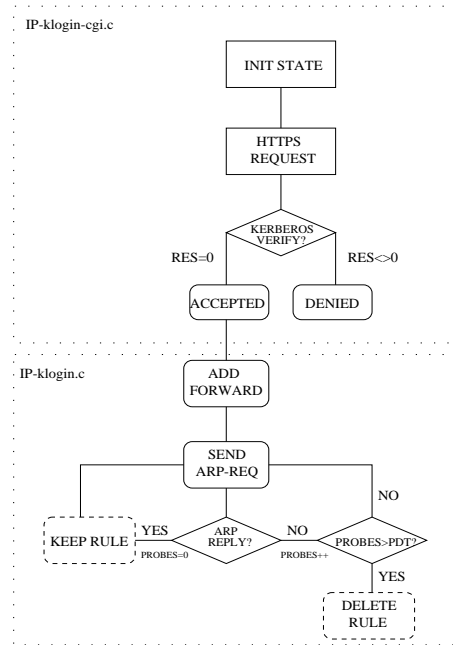 IP-klogin-cgi.c
INIT STATE
HTTPS
REQUEST
KERBEROS
VERIFY?
RES=0
RES<>0
ACCEPTED
DENIED
IP-klogin.c
ADD
FORWARD
SEND
ARP-REQ
NO
KEEP RULE
YES
PROBES=0
ARP
REPLY?
NO
PROBES++
PROBES>PDT?
YES
DELETE
RULE